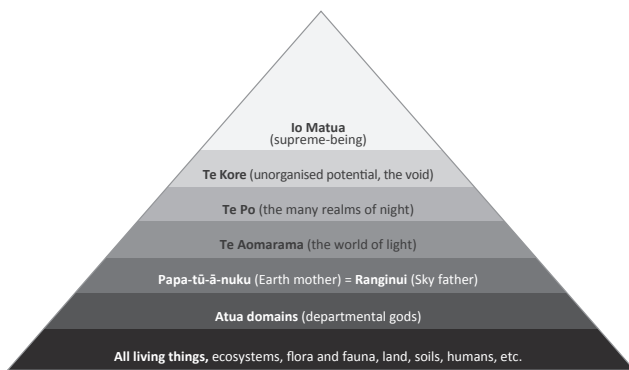 Io Matua
(supreme-being)
Te Kore (unorganised potential, the void)
Te Po (the many realms of night)
Te Aomarama (the world of light)
Papa-tū-ā-nuku (Earth mother) = Ranginui (Sky father)
Atua domains (departmental gods)
All living things, ecosystems, flora and fauna, land, soils, humans, etc.